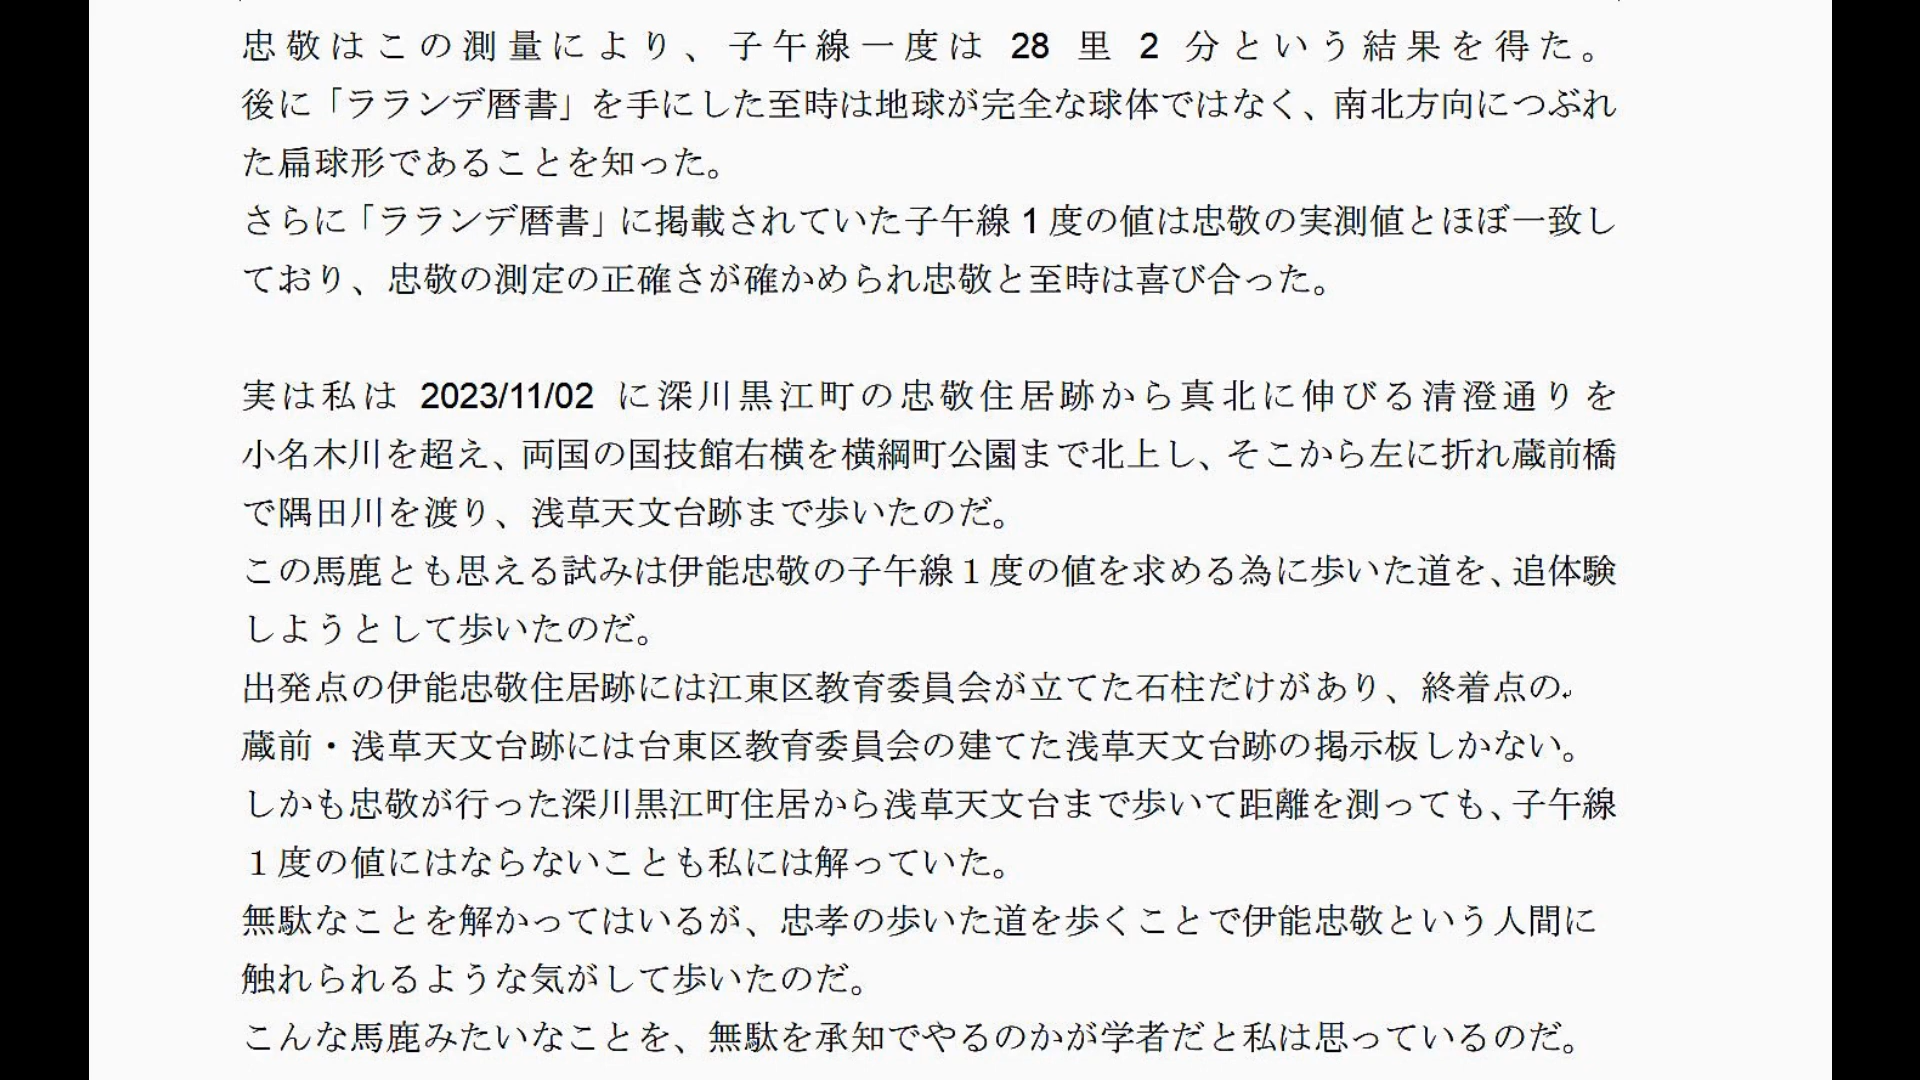 忠敬はこの測量により、子午線一度は 28 里 2 分という結果を得た。
後に「ラランデ暦書」を手にした至時は地球が完全な球体ではなく、南北方向につぶれ
た扁球形であることを知った。
さらに「ラランデ暦書」に掲載されていた子午線 1 度の値は忠敬の実測値とほぼ一致し
ており、忠敬の測定の正確さが確かめられ忠敬と至時は喜び合った。
実は私は 2023/11/02 に深川黒江町の忠敬住居跡から真北に伸びる清澄通りを
小名木川を超え、両国の国技館右横を横綱町公園まで北上し、そこから左に折れ蔵前橋
で隅田川を渡り、浅草天文台跡まで歩いたのだ。
この馬鹿とも思える試みは伊能忠敬の子午線１度の値を求める為に歩いた道を、追体験
しようとして歩いたのだ。
出発点の伊能忠敬住居跡には江東区教育委員会が立てた石柱だけがあり、終着点の
蔵前・浅草天文台跡には台東区教育委員会の建てた浅草天文台跡の掲示板しかない。
しかも忠敬が行った深川黒江町住居から浅草天文台まで歩いて距離を測っても、子午線
１度の値にはならないことも私には解っていた。
無駄なことを解かってはいるが、忠孝の歩いた道を歩くことで伊能忠敬という人間に
触れられるような気がして歩いたのだ。
こんな馬鹿みたいなことを、無駄を承知でやるのかが学者だと私は思っているのだ。